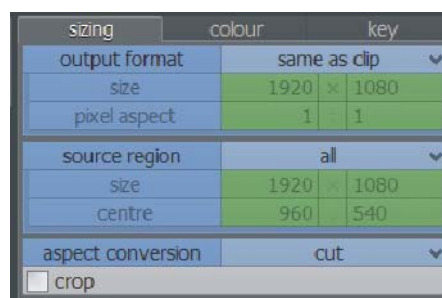 sizing colour key
output format same as clip
size 1920 × 1080
pixel aspect 1 : 1
source region all
size 1920 × 1080
centre 960 , 540
aspect conversion cut
crop